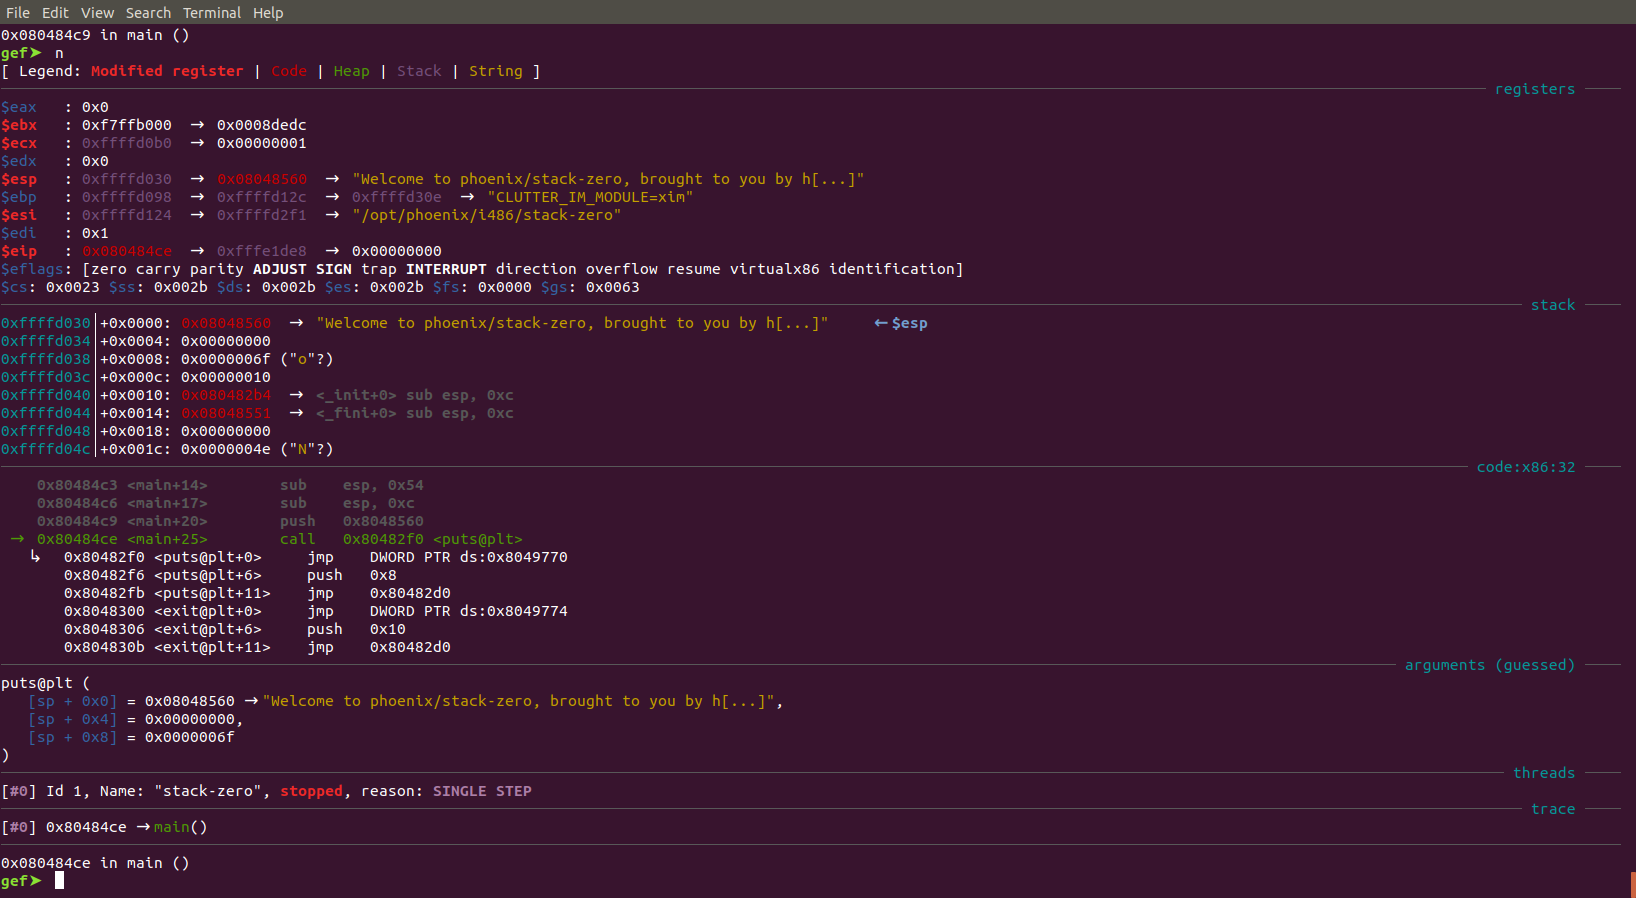 File Edit View Search Terminal Help
0x080484c9 in main ()
gef➤  n
[ Legend: Modified register | Code | Heap | Stack | String ]
registers
$eax   : 0x0
$ebx   : 0xf7ffb000  →  0x0008dedc
$ecx   : 0xffffd0b0  →  0x00000001
$edx   : 0x0
$esp   : 0xffffd030  →  0x08048560  →  "Welcome to phoenix/stack-zero, brought to you by h[...]"
$ebp   : 0xffffd098  →  0xffffd12c  →  0xffffd30e  →  "CLUTTER_IM_MODULE=xim"
$esi   : 0xffffd124  →  0xffffd2f1  →  "/opt/phoenix/i486/stack-zero"
$edi   : 0x1
$eip   : 0x080484ce  →  0xfffe1de8  →  0x00000000
$eflags: [zero carry parity ADJUST SIGN trap INTERRUPT direction overflow resume virtualx86 identification]
$cs: 0x0023 $ss: 0x002b $ds: 0x002b $es: 0x002b $fs: 0x0000 $gs: 0x0063
stack
0xffffd030│+0x0000: 0x08048560  →  "Welcome to phoenix/stack-zero, brought to you by h[...]"     ←$esp
0xffffd034│+0x0004: 0x00000000
0xffffd038│+0x0008: 0x0000006f ("o"?)
0xffffd03c│+0x000c: 0x00000010
0xffffd040│+0x0010: 0x080482b4  →  <_init+0> sub esp, 0xc
0xffffd044│+0x0014: 0x08048551  →  <_fini+0> sub esp, 0xc
0xffffd048│+0x0018: 0x00000000
0xffffd04c│+0x001c: 0x0000004e ("N"?)
code:x86:32
0x80484c3 <main+14>        sub    esp, 0x54
0x80484c6 <main+17>        sub    esp, 0xc
0x80484c9 <main+20>        push   0x8048560
→ 0x80484ce <main+25>        call   0x80482f0 <puts@plt>
↳  0x80482f0 <puts@plt+0>     jmp    DWORD PTR ds:0x8049770
0x80482f6 <puts@plt+6>     push   0x8
0x80482fb <puts@plt+11>    jmp    0x80482d0
0x8048300 <exit@plt+0>     jmp    DWORD PTR ds:0x8049774
0x8048306 <exit@plt+6>     push   0x10
0x804830b <exit@plt+11>    jmp    0x80482d0
arguments (guessed)
puts@plt (
[sp + 0x0] = 0x08048560 →"Welcome to phoenix/stack-zero, brought to you by h[...]",
[sp + 0x4] = 0x00000000,
[sp + 0x8] = 0x0000006f
)
threads
[#0] Id 1, Name: "stack-zero", stopped, reason: SINGLE STEP
trace
[#0] 0x80484ce →main()
0x080484ce in main ()
gef➤